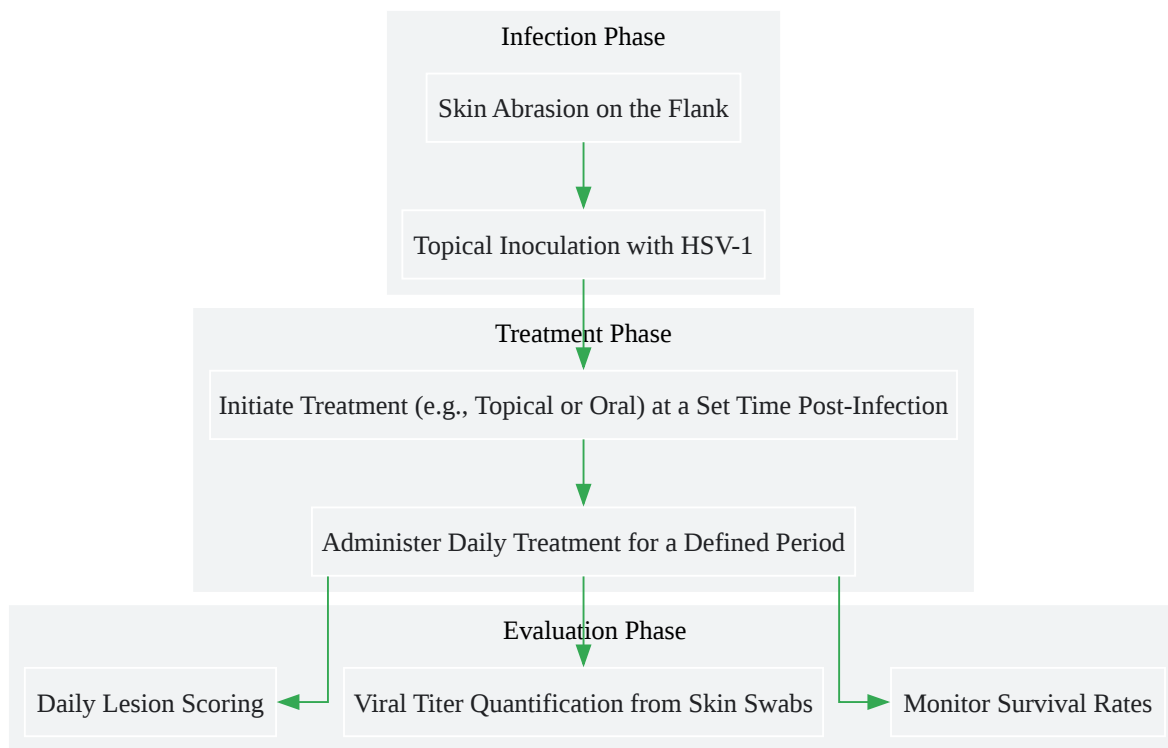 Infection Phase
Skin Abrasion on the Flank
Topical Inoculation with HSV-1
Treatment Phase
Initiate Treatment (e.g., Topical or Oral) at a Set Time Post-Infection
Administer Daily Treatment for a Defined Period
Evaluation Phase
Daily Lesion Scoring
Viral Titer Quantification from Skin Swabs
Monitor Survival Rates